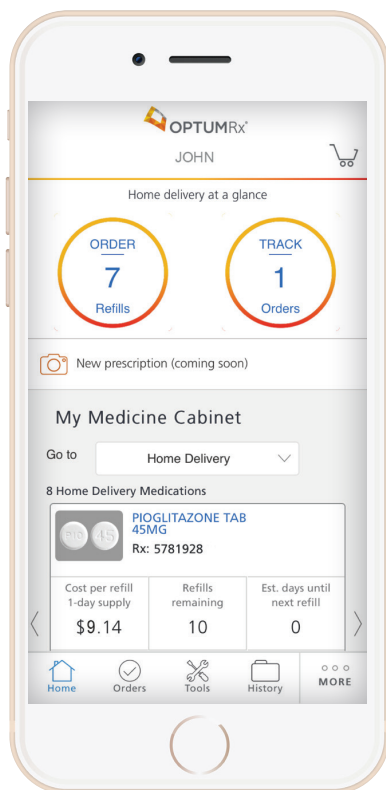 OPTUMRx®
JOHN
Home delivery at a glance
ORDER
7
Refills
TRACK
1
Orders
New prescription (coming soon)
My Medicine Cabinet
Go to
Home Delivery
8 Home Delivery Medications
PIO
45
PIOGLITAZONE TAB
45MG
Rx: 5781928
Cost per refill
1-day supply
$9.14
Refills
remaining
10
Est. days until
next refill
0
Home
Orders
Tools
History
MORE